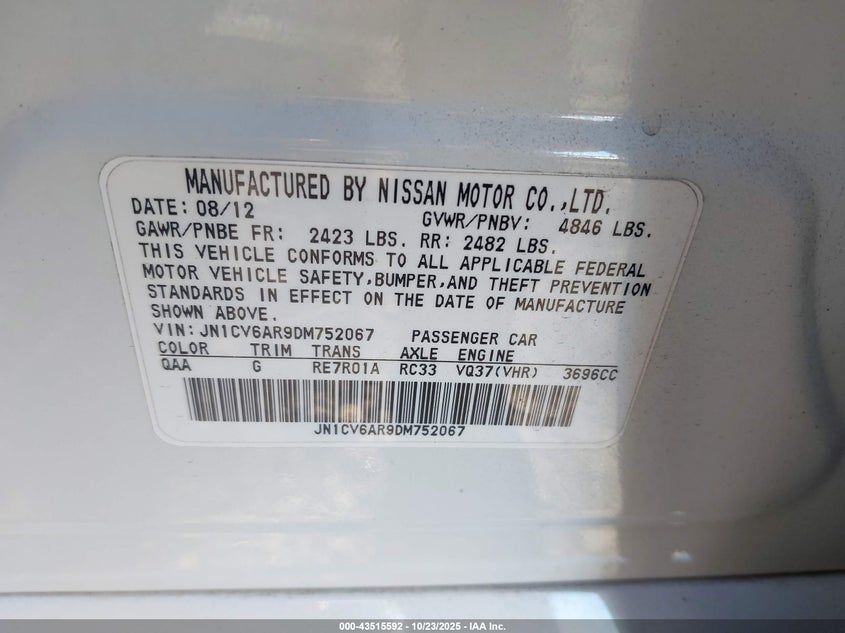 MANUFACTURED BY NISSAN MOTOR CO.,LTD.
DATE: 08/12 GVWR/PNBV: 4846 LBS.
GAWR/PNBE FR: 2423 LBS. RR: 2482 LBS.
THIS VEHICLE CONFORMS TO ALL APPLICABLE FEDERAL
MOTOR VEHICLE SAFETY,BUMPER,AND THEFT PREVENTION
STANDARDS IN EFFECT ON THE DATE OF MANUFACTURE
SHOWN ABOVE.
VIN: JN1CV6AR9DM752067 PASSENGER CAR
COLOR TRIM TRANS AXLE ENGINE
QAA G RE7R01A RC33 VQ37(VHR) 3696CC
JN1CV6AR9DM752067
000-43515592 - 10/23/2025 - IAA Inc.